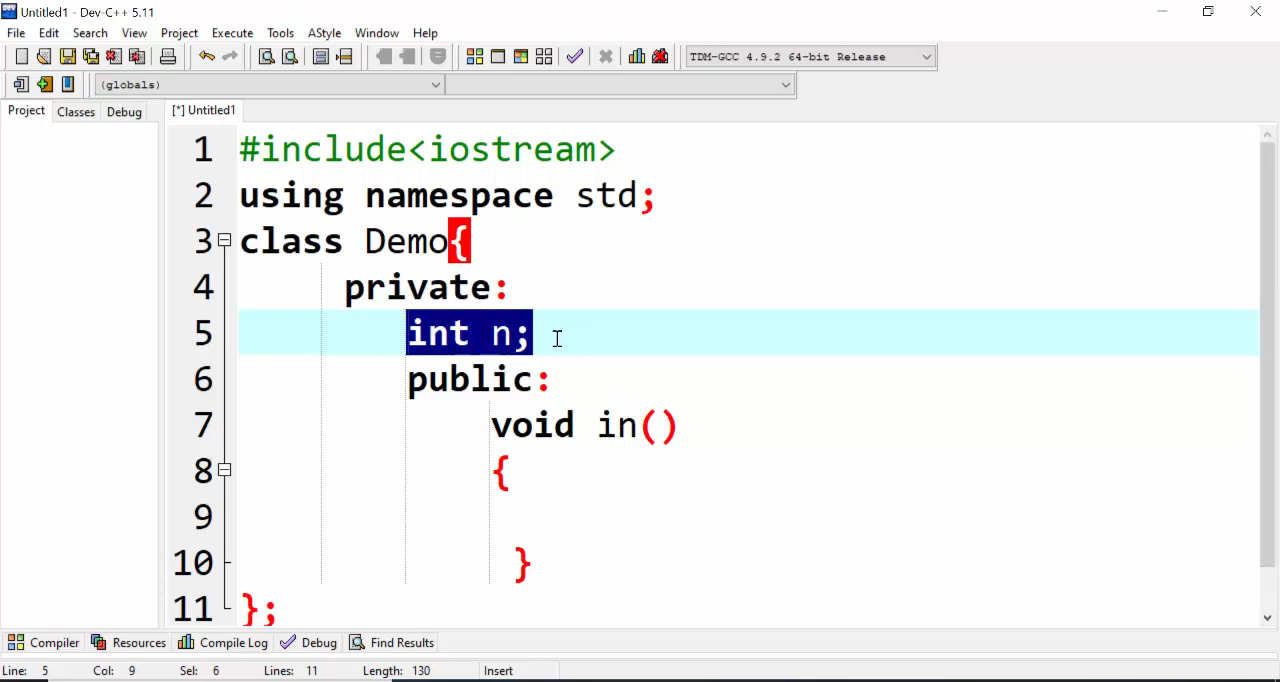 Untitled1 - Dev-C++ 5.11
File Edit Search View Project Execute Tools AStyle Window Help
TDM-GCC 4.9.2 64-bit Release
(globals)
Project Classes Debug [*] Untitled1
1 #include<iostream>
2 using namespace std;
3 class Demo{
4 private:
5 int n;
6 public:
7 void in()
8 {
9
10 }
11 };
Compiler Resources Compile Log Debug Find Results
Line: 5 Col: 9 Sel: 6 Lines: 11 Length: 130 Insert